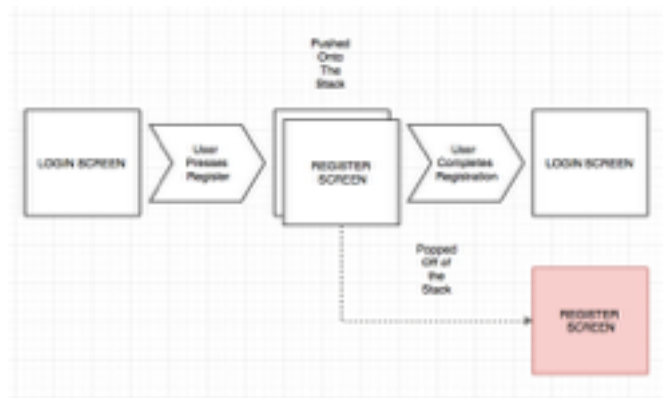 Pushed
Onto
The
Stack
LOGIN SCREEN
User
Presses
Register
REGISTER
SCREEN
User
Completes
Registration
LOGIN SCREEN
Popped
Off of
the
Stack
REGISTER
SCREEN